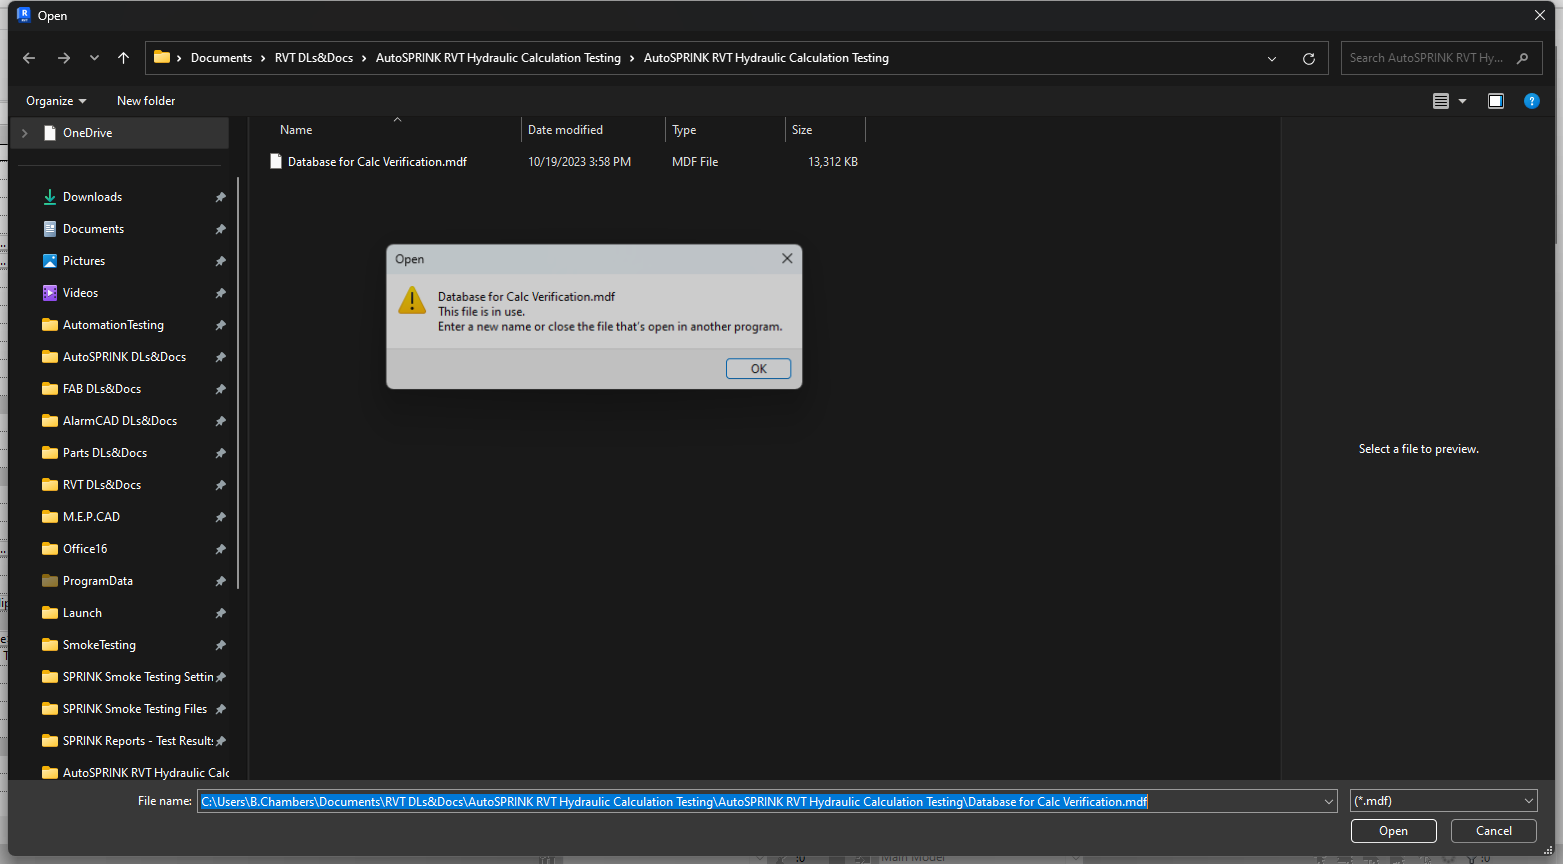 Open
Documents > RVT DLs&Docs > AutoSPRINK RVT Hydraulic Calculation Testing > AutoSPRINK RVT Hydraulic Calculation Testing
Search AutoSPRINK RVT Hy...
Organize
New folder
OneDrive
Downloads
Documents
Pictures
Videos
AutomationTesting
AutoSPRINK DLs&Docs
FAB DLs&Docs
AlarmCAD DLs&Docs
Parts DLs&Docs
RVT DLs&Docs
M.E.P.CAD
Office16
ProgramData
Launch
SmokeTesting
SPRINK Smoke Testing Settin
SPRINK Smoke Testing Files
SPRINK Reports - Test Results
AutoSPRINK RVT Hydraulic Calc
Name Date modified Type Size
Database for Calc Verification.mdf 10/19/2023 3:58 PM MDF File 13,312 KB
Open
Database for Calc Verification.mdf
This file is in use.
Enter a new name or close the file that's open in another program.
OK
Select a file to preview.
File name: C:\Users\B.Chambers\Documents\RVT DLs&Docs\AutoSPRINK RVT Hydraulic Calculation Testing\AutoSPRINK RVT Hydraulic Calculation Testing\Database for Calc Verification.mdf
(*.mdf)
Open
Cancel
:0 Main Model :0